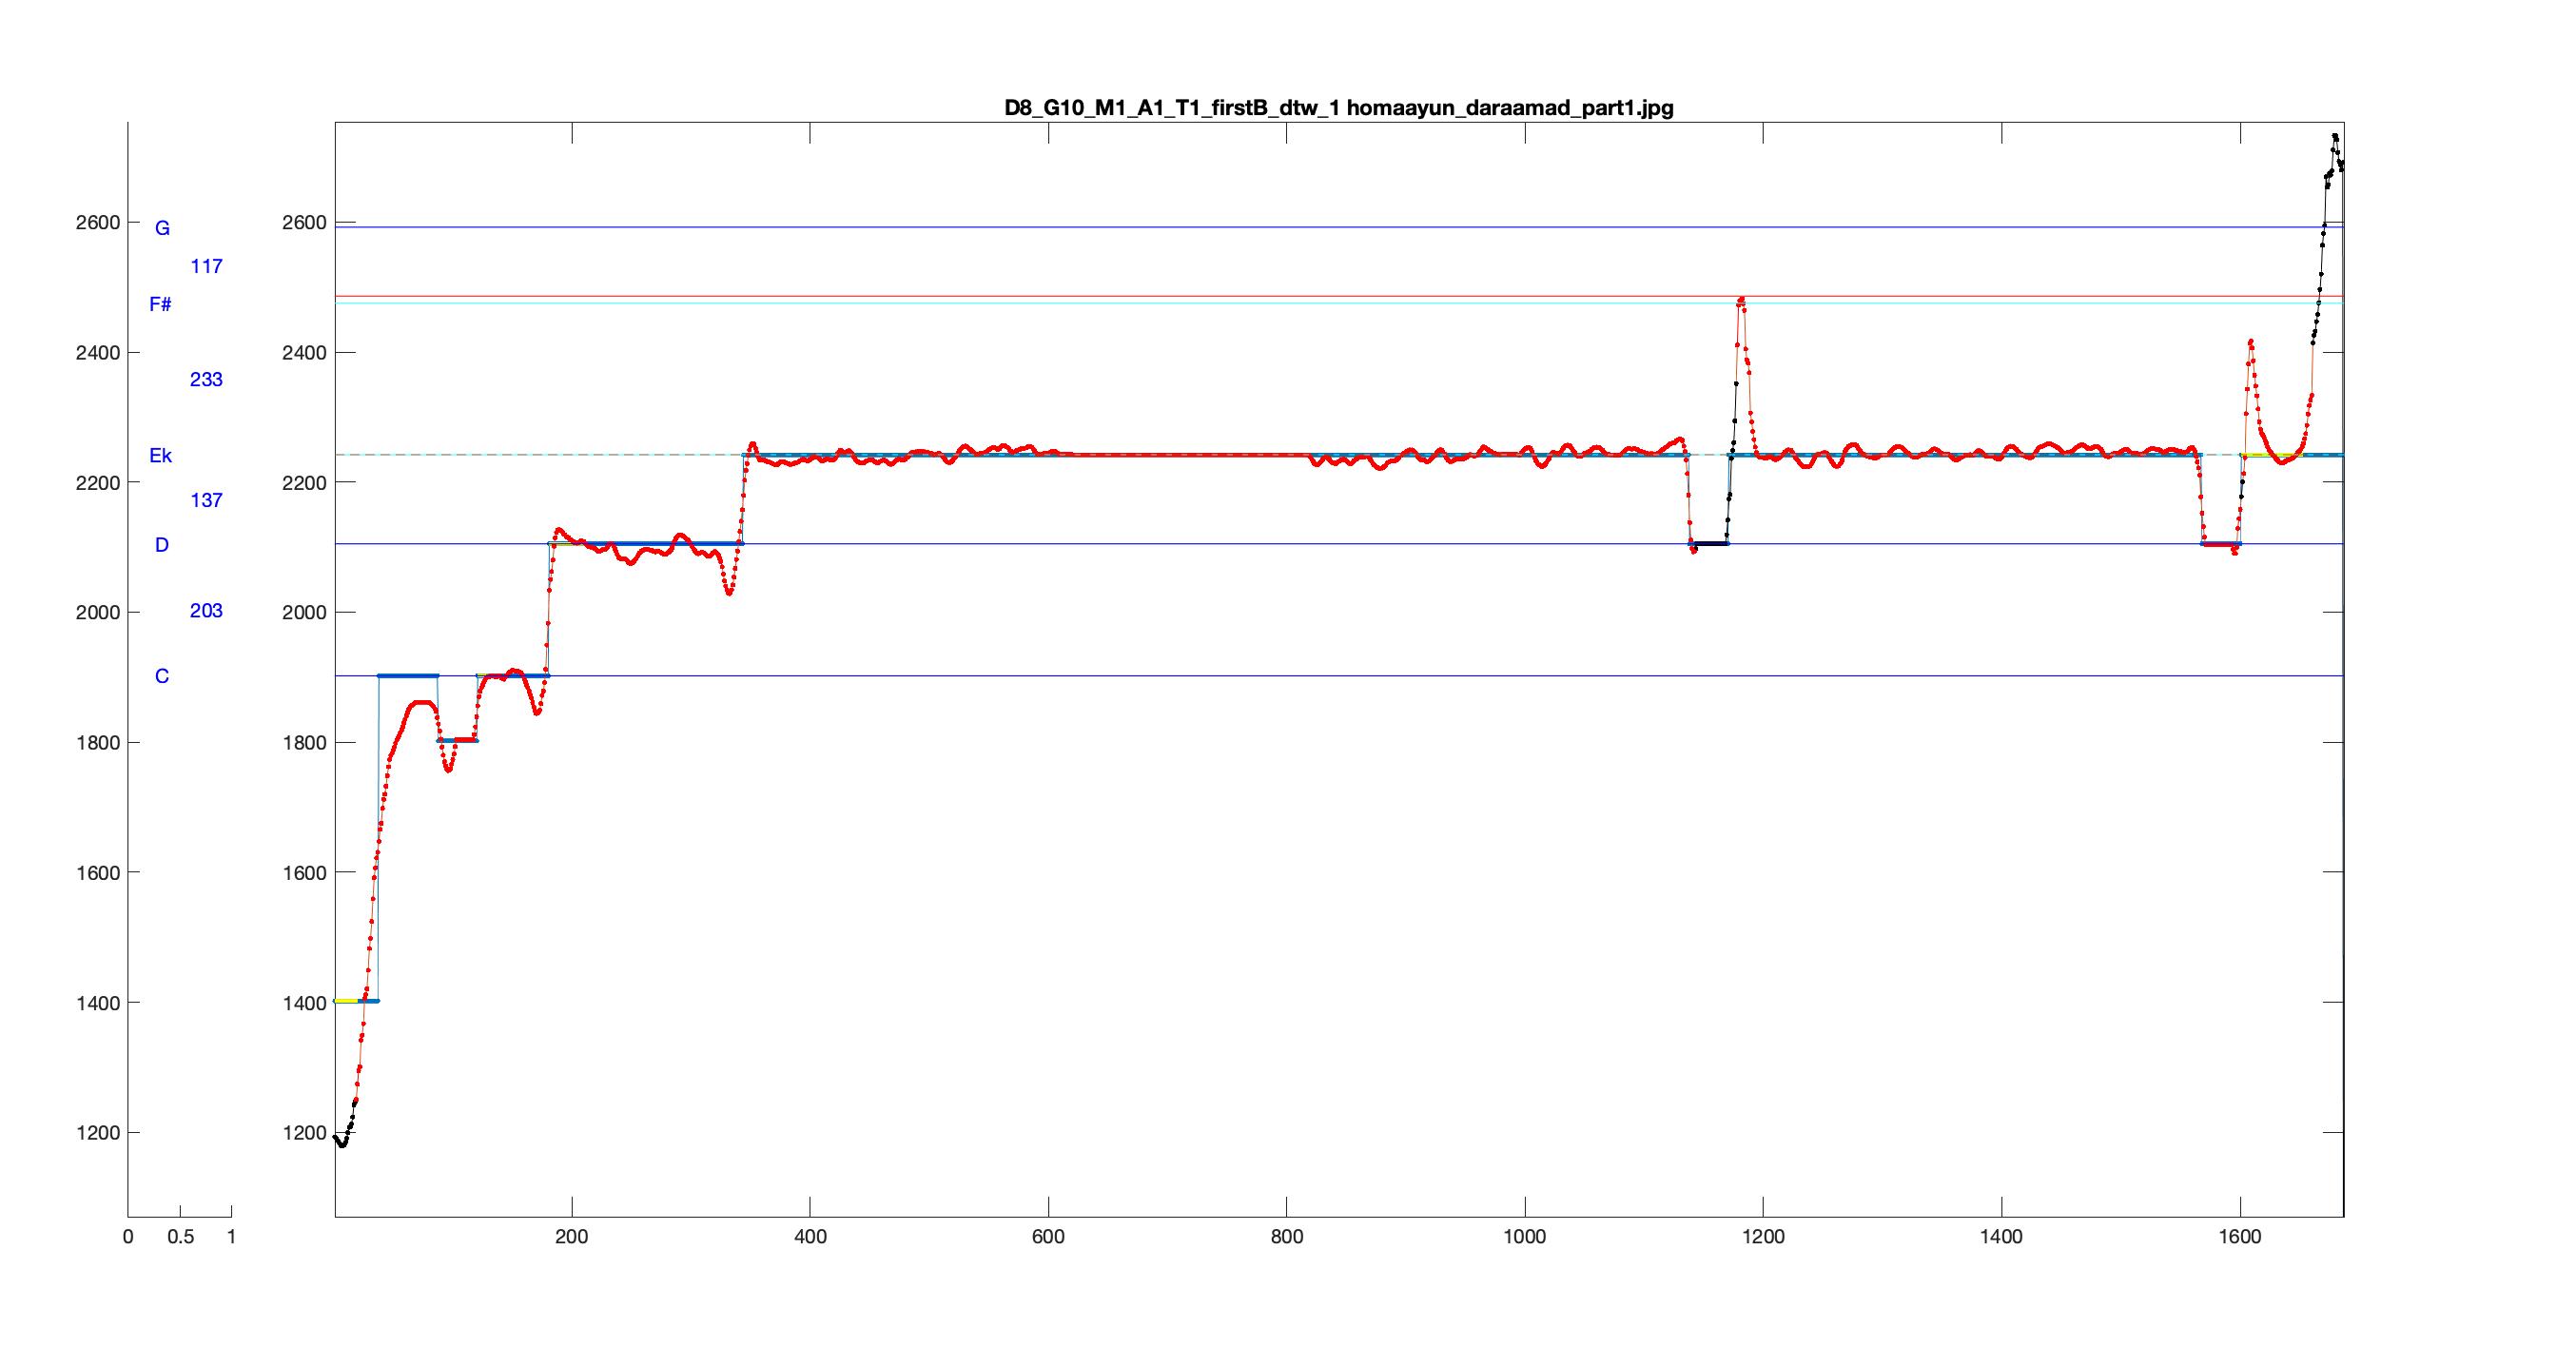 D8_G10_M1_A1_T1_firstB_dtw_1 homaayun_daraamad_part1.jpg
2600 G 2600
117
F#
2400 2400
233
Ek
2200 2200
137
D
2000 2000
203
C
1800 1800
1600 1600
1400 1400
1200 1200
0 0.5 1 200 400 600 800 1000 1200 1400 1600